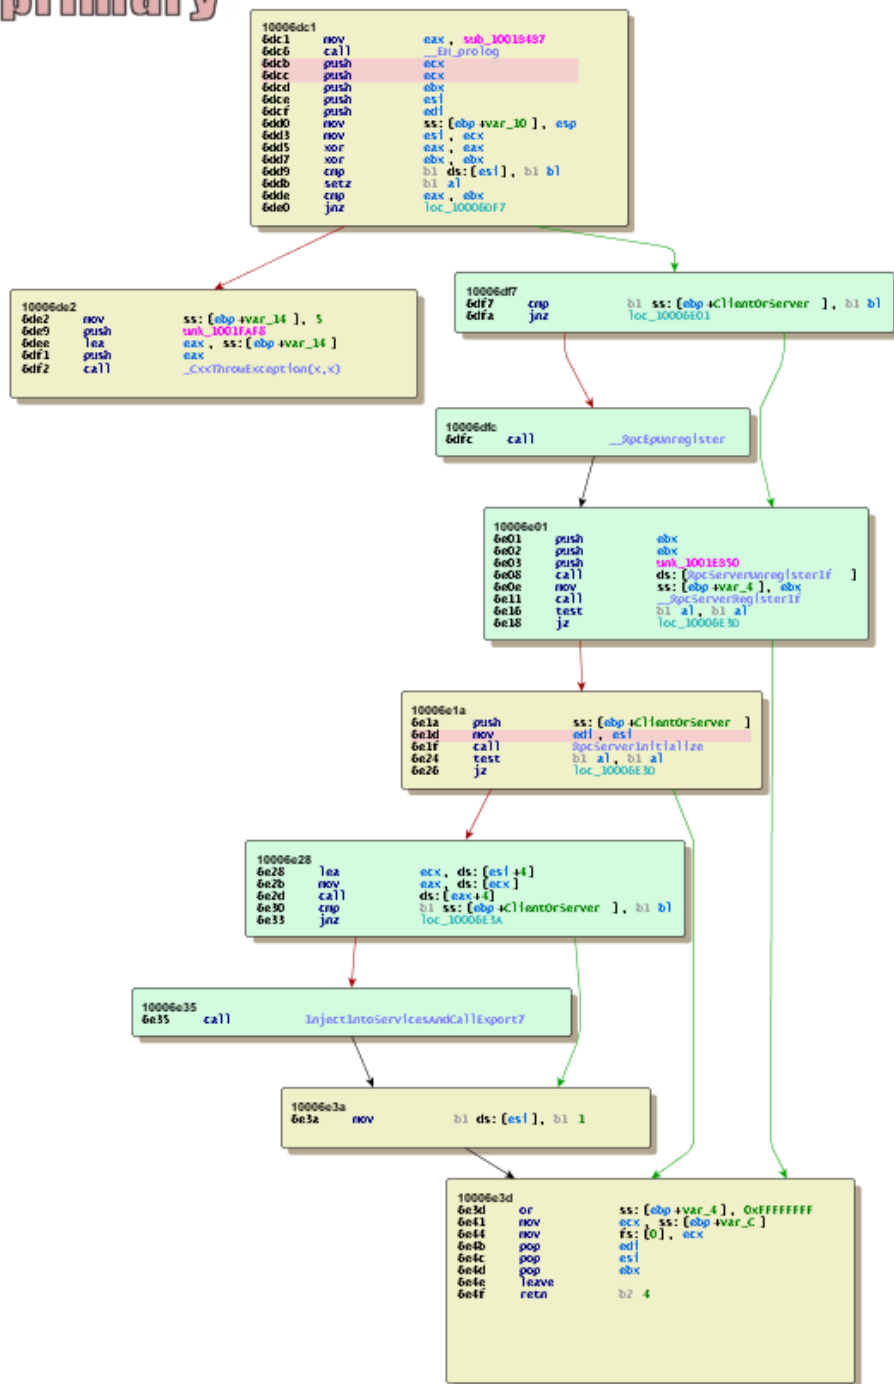 primary
10006dc1
6dc1 mov eax, sub_10018487
6dc6 call __EH_prolog
6dcb push ecx
6dcc push ecx
6dcd push ebx
6dce push esi
6dcf push edi
6dd0 mov ss:[ebp+var_10], esp
6dd3 mov esi, ecx
6dd5 xor eax, eax
6dd7 xor ebx, ebx
6dd9 cmp b1 ds:[esi], b1 bl
6ddb setz b1 al
6dde cmp eax, ebx
6de0 jnz loc_10006DF7
10006de2
6de2 mov ss:[ebp+var_14], 5
6de9 push unk_1001FAF8
6dee lea eax, ss:[ebp+var_14]
6df1 push eax
6df2 call _CxxThrowException(x,x)
10006df7
6df7 cmp b1 ss:[ebp+ClientOrServer ], b1 bl
6dfa jnz loc_10006E01
10006dfc
6dfc call __RpcEpUnregister
10006e01
6e01 push ebx
6e02 push ebx
6e03 push unk_1001E850
6e08 call ds:[RpcServerUnregisterIf ]
6e0e mov ss:[ebp+var_4], ebx
6e11 call __RpcServerRegisterIf
6e16 test b1 al, b1 al
6e18 jz loc_10006E3D
10006e1a
6e1a push ss:[ebp+ClientOrServer ]
6e1d mov edi, esi
6e1f call RpcServerInitialize
6e24 test b1 al, b1 al
6e26 jz loc_10006E3D
10006e28
6e28 lea ecx, ds:[esi+4]
6e2b mov eax, ds:[ecx]
6e2d call ds:[eax+4]
6e30 cmp b1 ss:[ebp+ClientOrServer ], b1 bl
6e33 jnz loc_10006E3A
10006e35
6e35 call InjectIntoServicesAndCallExport7
10006e3a
6e3a mov b1 ds:[esi], b1 1
10006e3d
6e3d or ss:[ebp+var_4], 0xFFFFFFFF
6e41 mov ecx, ss:[ebp+var_C]
6e44 mov fs:[0], ecx
6e4b pop edi
6e4c pop esi
6e4d pop ebx
6e4e leave
6e4f retn b2 4